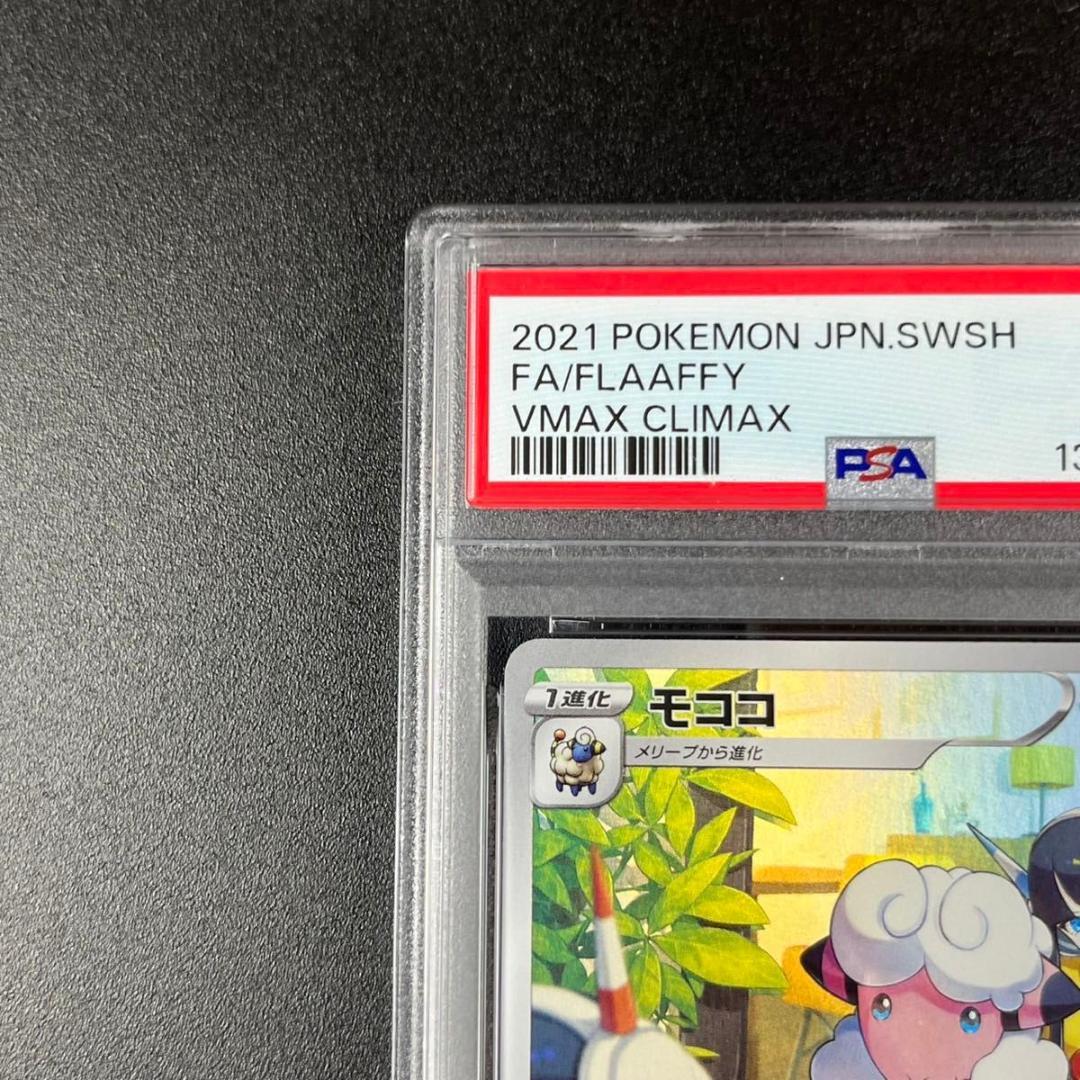 2021 POKEMON JPN.SWSH
FA/FLAAFFY
VMAX CLIMAX
PSA
13
1進化
モココ
メリープから進化